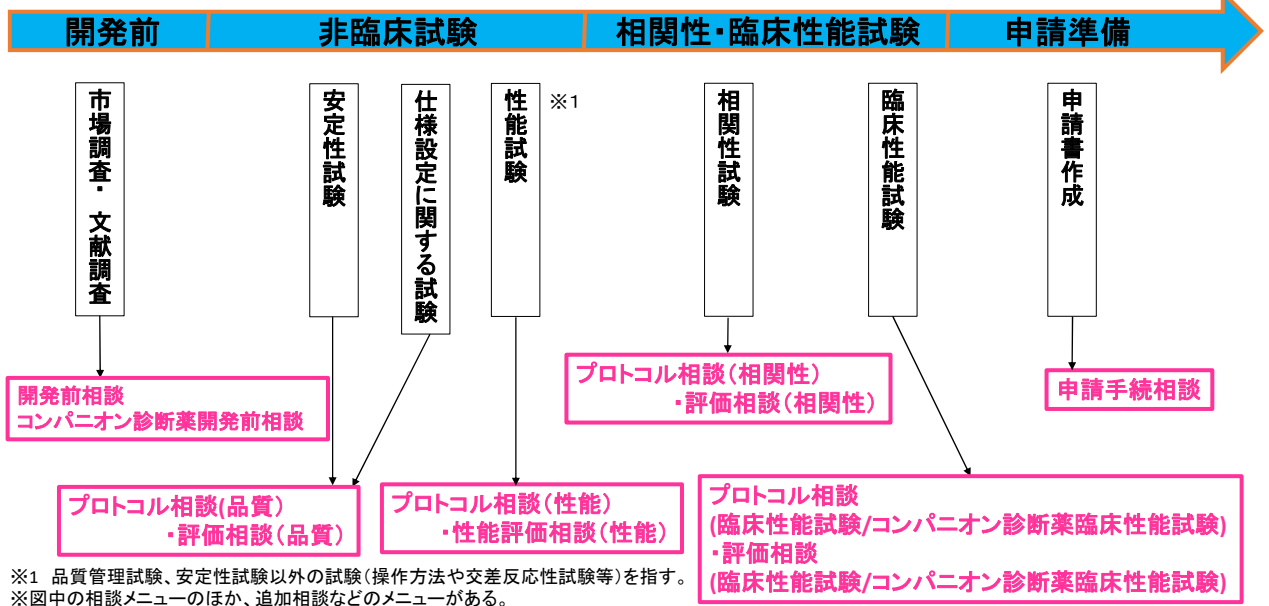 開発前
非臨床試験
相関性・臨床性能試験
申請準備
市場調査・文献調査
安定性試験
仕様設定に関する試験
性能試験
※1
相関性試験
臨床性能試験
申請書作成
開発前相談
コンパニオン診断薬開発前相談
プロトコル相談(品質)
・評価相談(品質)
プロトコル相談(性能)
・性能評価相談(性能)
プロトコル相談(相関性)
・評価相談(相関性)
プロトコル相談
(臨床性能試験/コンパニオン診断薬臨床性能試験)
・評価相談
(臨床性能試験/コンパニオン診断薬臨床性能試験)
申請手続相談
※1 品質管理試験、安定性試験以外の試験(操作方法や交差反応性試験等)を指す。
※図中の相談メニューのほか、追加相談などのメニューがある。